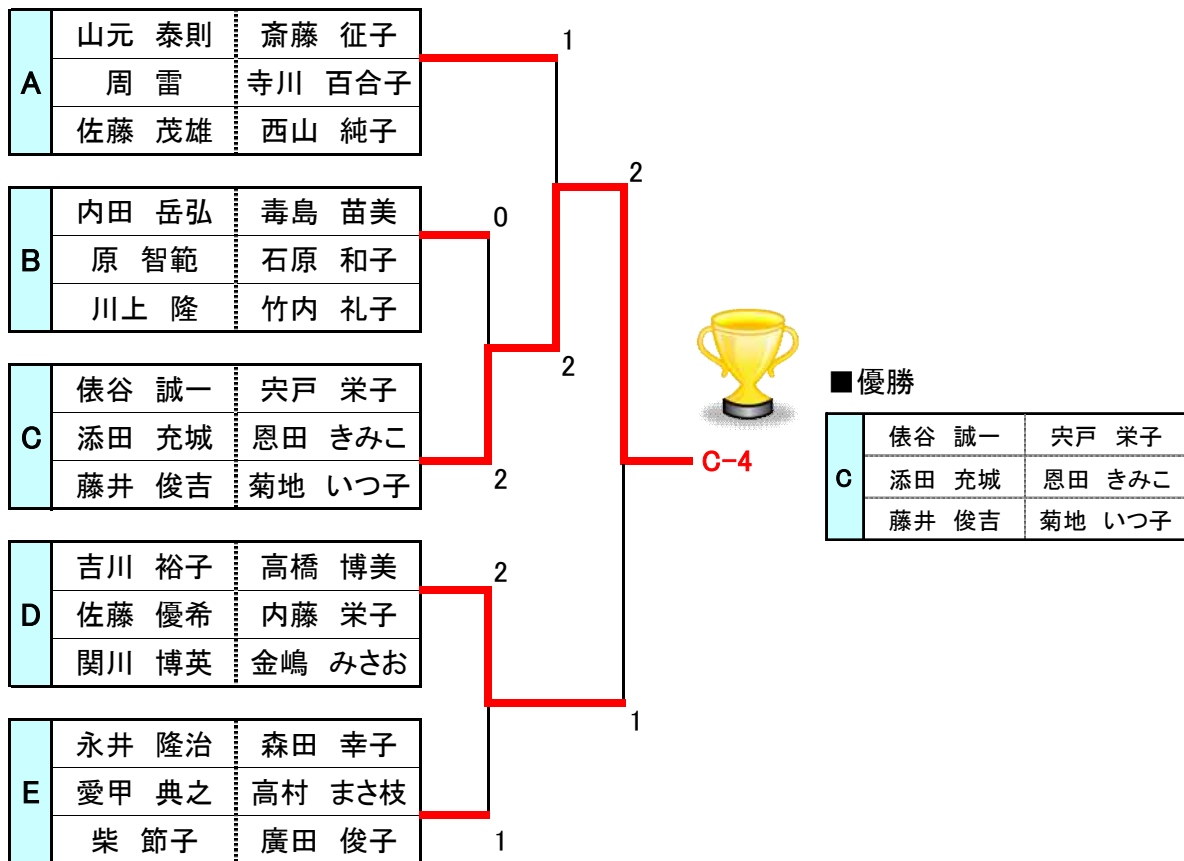 A
山元 泰則 斎藤 征子
周 雷 寺川 百合子
佐藤 茂雄 西山 純子
1
B
内田 岳弘 毒島 苗美
原 智範 石原 和子
川上 隆 竹内 礼子
0
2
2
C
俵谷 誠一 宍戸 栄子
添田 充城 恩田 きみこ
藤井 俊吉 菊地 いつ子
2
D
吉川 裕子 高橋 博美
佐藤 優希 内藤 栄子
関川 博英 金嶋 みさお
2
1
E
永井 隆治 森田 幸子
愛甲 典之 高村 まさ枝
柴 節子 廣田 俊子
1
C-4
■優勝
C
俵谷 誠一 宍戸 栄子
添田 充城 恩田 きみこ
藤井 俊吉 菊地 いつ子